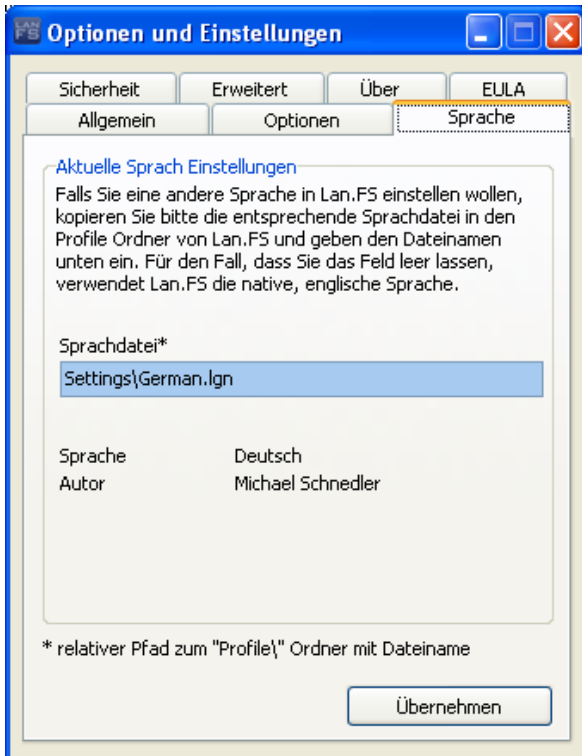 LAN
FS
Optionen und Einstellungen
Sicherheit Erweitert Über EULA
Allgemein Optionen Sprache
Aktuelle Sprach Einstellungen
Falls Sie eine andere Sprache in Lan.FS einstellen wollen,
kopieren Sie bitte die entsprechende Sprachdatei in den
Profile Ordner von Lan.FS und geben den Dateinamen
unten ein. Für den Fall, dass Sie das Feld leer lassen,
verwendet Lan.FS die native, englische Sprache.
Sprachdatei*
Settings\German.lgn
Sprache Deutsch
Autor Michael Schnedler
* relativer Pfad zum "Profile\" Ordner mit Dateiname
Übernehmen